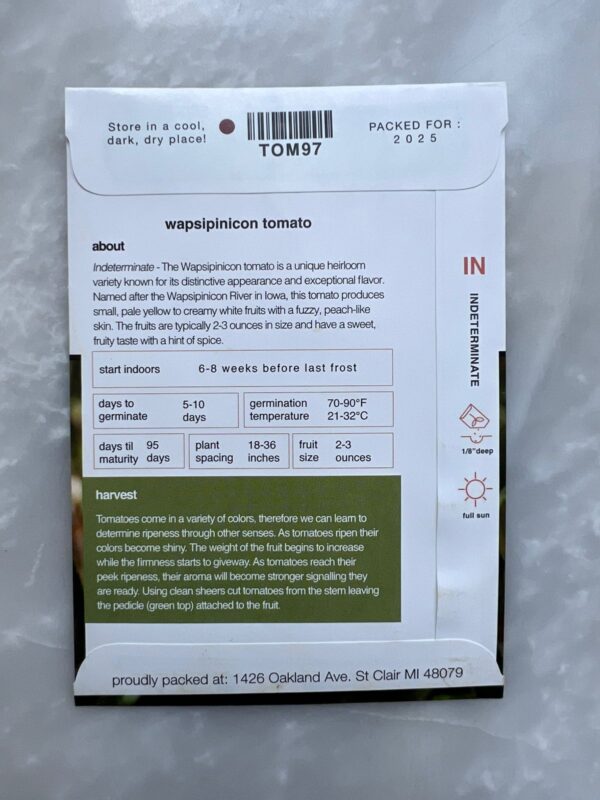 Store in a cool,
dark, dry place!
TOM97
PACKED FOR :
2025
wapsipinicon tomato
about
Indeterminate - The Wapsipinicon tomato is a unique heirloom
variety known for its distinctive appearance and exceptional flavor.
Named after the Wapsipinicon River in Iowa, this tomato produces
small, pale yellow to creamy white fruits with a fuzzy, peach-like
skin. The fruits are typically 2-3 ounces in size and have a sweet,
fruity taste with a hint of spice.
start indoors 6-8 weeks before last frost
days to germinate 5-10 days
germination temperature 70-90°F 21-32°C
days til maturity 95 days
plant spacing 18-36 inches
fruit size 2-3 ounces
harvest
Tomatoes come in a variety of colors, therefore we can learn to
determine ripeness through other senses. As tomatoes ripen their
colors become shiny. The weight of the fruit begins to increase
while the firmness starts to giveway. As tomatoes reach their
peek ripeness, their aroma will become stronger signalling they
are ready. Using clean sheers cut tomatoes from the stem leaving
the pedicle (green top) attached to the fruit.
IN
INDETERMINATE
1/8"deep
full sun
proudly packed at: 1426 Oakland Ave. St Clair MI 48079